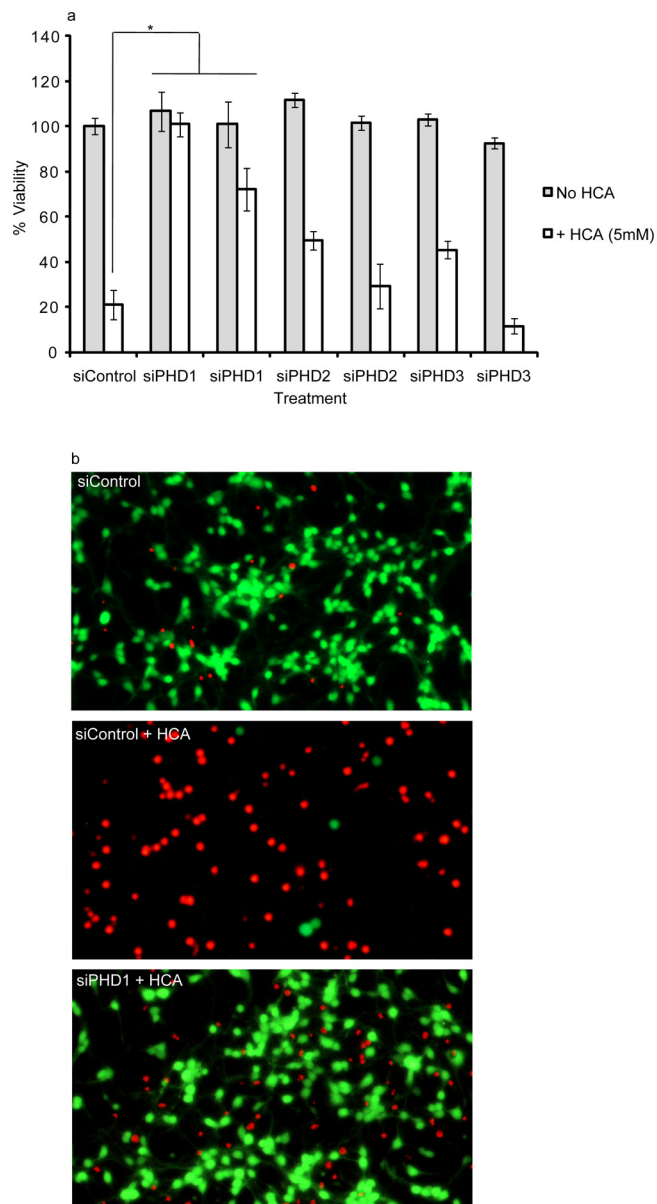 a
*
140
120
100
80
60
40
20
0
% Viability
No HCA
+ HCA (5mM)
siControl siPHD1 siPHD1 siPHD2 siPHD2 siPHD3 siPHD3
Treatment
b
siControl
siControl + HCA
siPHD1 + HCA